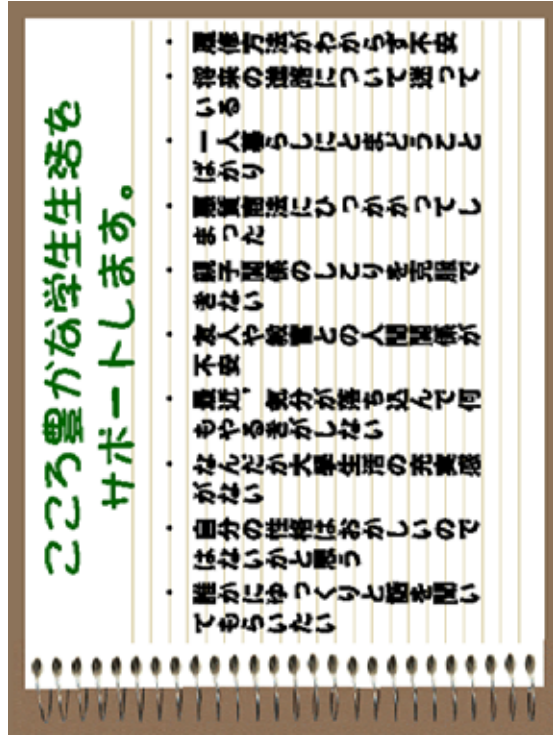 こころ豊かな学生生活を
サポートします。
・履修方法がわからず不安
・将来の進路について迷って
いる
・一人暮らしにとまどうこと
ばかり
・悪質商法にひっかかってし
まった
・親子関係のしこりを克服で
きない
・友人や教官との人間関係が
不安
・最近，気分が落ち込んで何
もやるきがしない
・なんだか大学生活の充実感
がない
・自分の性格はおかしいので
はないかと思う
・誰かにゆっくりと話を聞い
てもらいたい